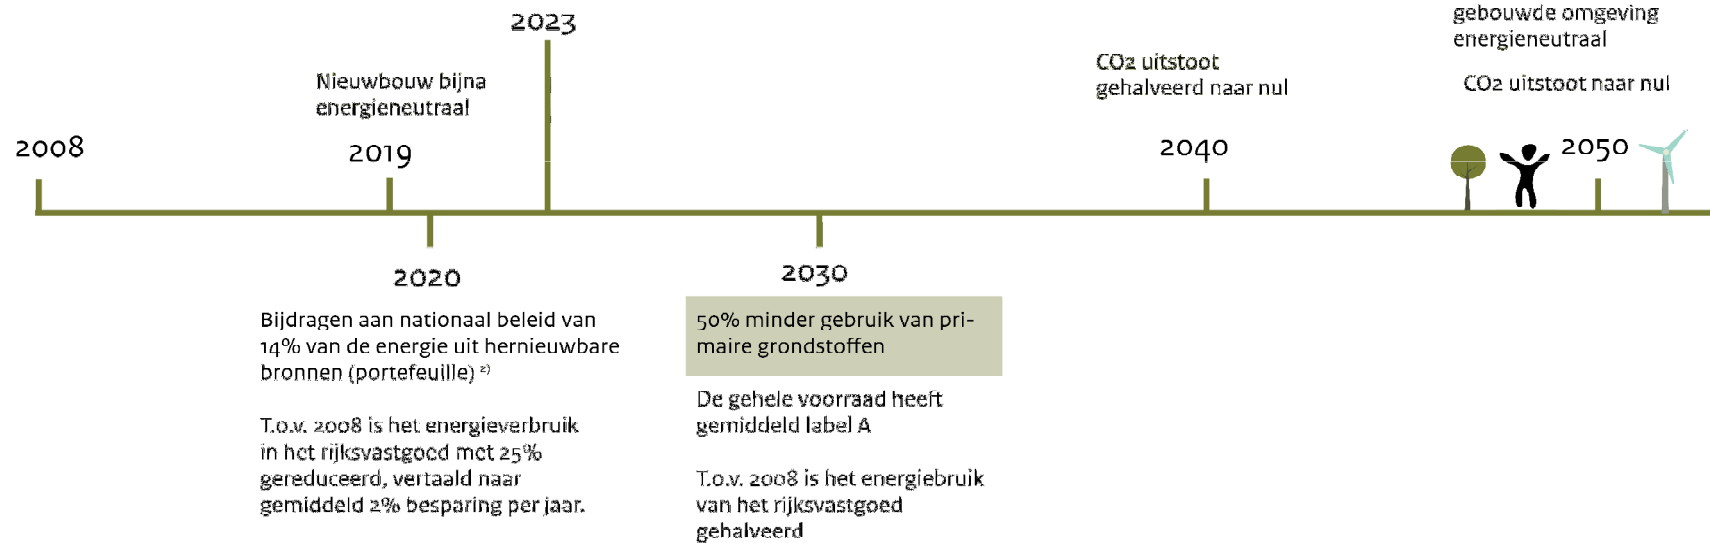 2008
Nieuwbouw bijna
energieneutraal
2019
2023
CO2 uitstoot
gehalveerd naar nul
2040
gebouwde omgeving
energieneutraal
CO2 uitstoot naar nul
2050
2020
Bijdragen aan nationaal beleid van
14% van de energie uit hernieuwbare
bronnen (portefeuille) 2)
T.o.v. 2008 is het energieverbruik
in het rijksvastgoed met 25%
gereduceerd, vertaald naar
gemiddeld 2% besparing per jaar.
2030
50% minder gebruik van pri-
maire grondstoffen
De gehele voorraad heeft
gemiddeld label A
T.o.v. 2008 is het energiebruik
van het rijksvastgoed
gehalveerd